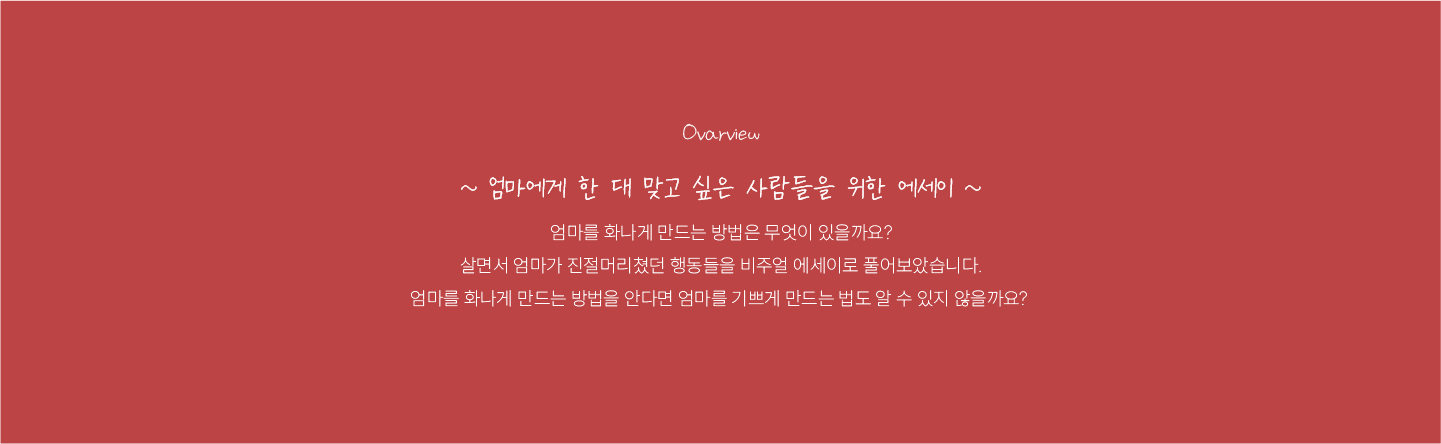 Ovarview
~ 엄마에게 한 대 맞고 싶은 사람들을 위한 에세이 ~
엄마를 화나게 만드는 방법은 무엇이 있을까요?
살면서 엄마가 진절머리쳤던 행동들을 비주얼 에세이로 풀어보았습니다.
엄마를 화나게 만드는 방법을 안다면 엄마를 기쁘게 만드는 법도 알 수 있지 않을까요?